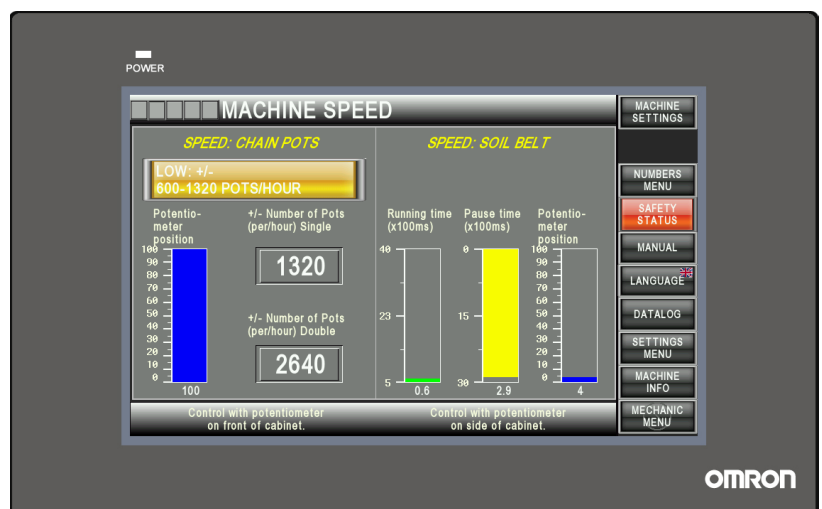 POWER
MACHINE SPEED
SPEED: CHAIN POTS
SPEED: SOIL BELT
LOW: +/-
600-1320 POTS/HOUR
Potentio-
meter
position
100
90
80
70
60
50
40
30
20
10
0
100
+/- Number of Pots
(per/hour) Single
1320
+/- Number of Pots
(per/hour) Double
2640
Running time
(x100ms)
40
23
5
0.6
Pause time
(x100ms)
0
15
30
2.9
Potentio-
meter
position
100
90
80
70
60
50
40
30
20
10
0
4
Control with potentiometer
on front of cabinet.
Control with potentiometer
on side of cabinet.
MACHINE
SETTINGS
NUMBERS
MENU
SAFETY
STATUS
MANUAL
LANGUAGE
DATALOG
SETTINGS
MENU
MACHINE
INFO
MECHANIC
MENU
OMRON